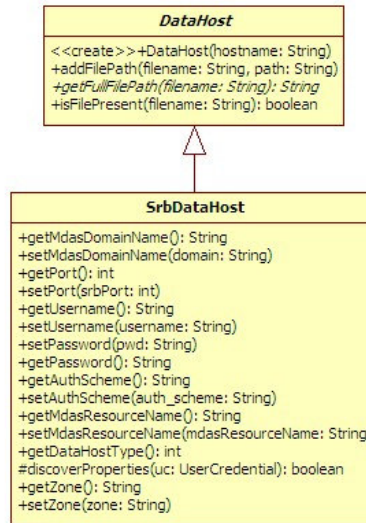 DataHost
<<create>>+DataHost(hostname: String)
+addFilePath(filename: String, path: String)
+getFullFilePath(filename: String): String
+isFilePresent(filename: String): boolean
SrbDataHost
+getMdasDomainName(): String
+setMdasDomainName(domain: String)
+getPort(): int
+setPort(srbPort: int)
+getUsername(): String
+setUsername(username: String)
+setPassword(pwd: String)
+getPassword(): String
+getAuthScheme(): String
+setAuthScheme(auth_scheme: String)
+getMdasResourceName(): String
+setMdasResourceName(mdasResourceName: String
+getDataHostType(): int
#discoverProperties(uc: UserCredential): boolean
+getZone(): String
+setZone(zone: String)